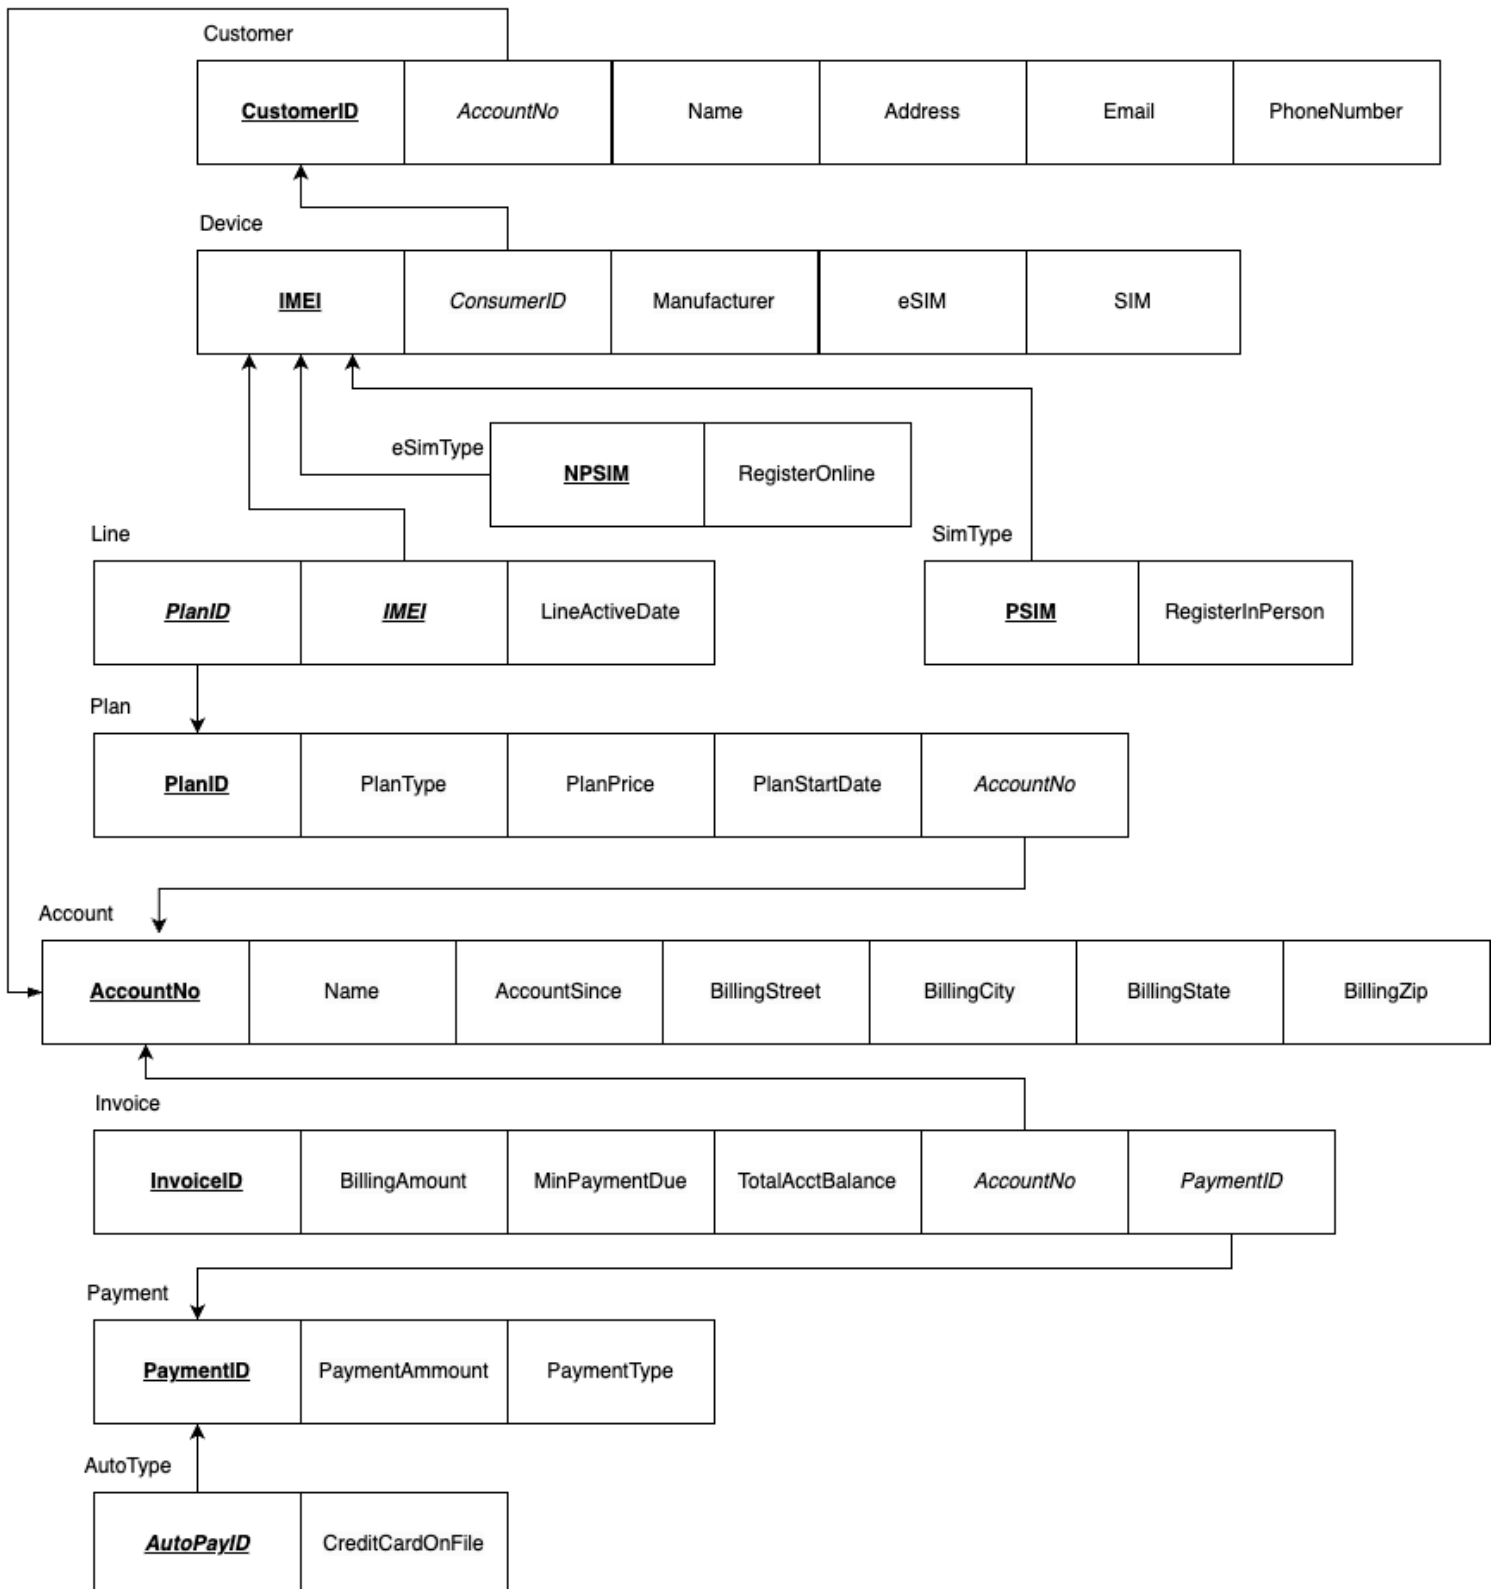 Customer
CustomerID AccountNo Name Address Email PhoneNumber
Device
IMEI ConsumerID Manufacturer eSIM SIM
eSimType
NPSIM RegisterOnline
Line
SimType
PlanID IMEI LineActiveDate
PSIM RegisterInPerson
Plan
PlanID PlanType PlanPrice PlanStartDate AccountNo
Account
AccountNo Name AccountSince BillingStreet BillingCity BillingState BillingZip
Invoice
InvoiceID BillingAmount MinPaymentDue TotalAcctBalance AccountNo PaymentID
Payment
PaymentID PaymentAmmount PaymentType
AutoType
AutoPayID CreditCardOnFile